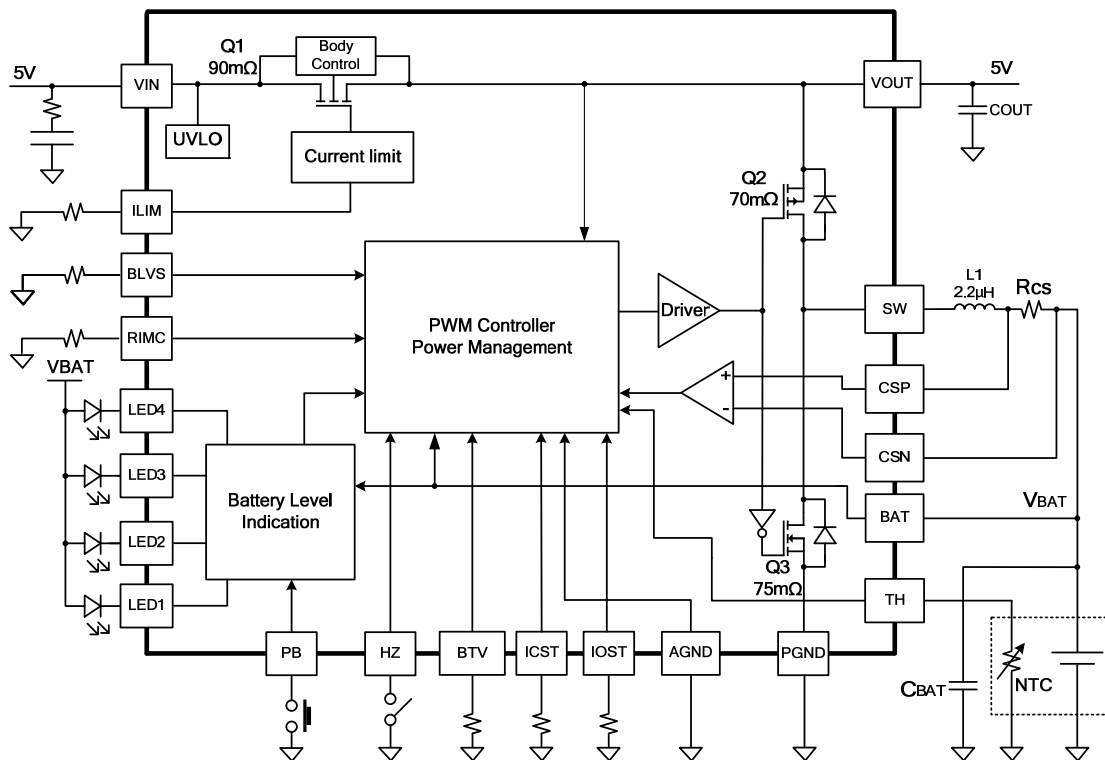 Q1
90mΩ
Body
Control
5V
VIN
UVLO
Current limit
VOUT
5V
COUT
ILIM
Q2
70mΩ
BLVS
RIMC
PWM Controller
Power Management
Driver
SW
L1
2.2µH
Rcs
VBAT
+
-
CSP
CSN
LED4
LED3
LED2
LED1
Battery Level
Indication
BAT
VBAT
Q3
75mΩ
TH
PB
HZ
BTV
ICST
IOST
AGND
PGND
CBAT
NTC